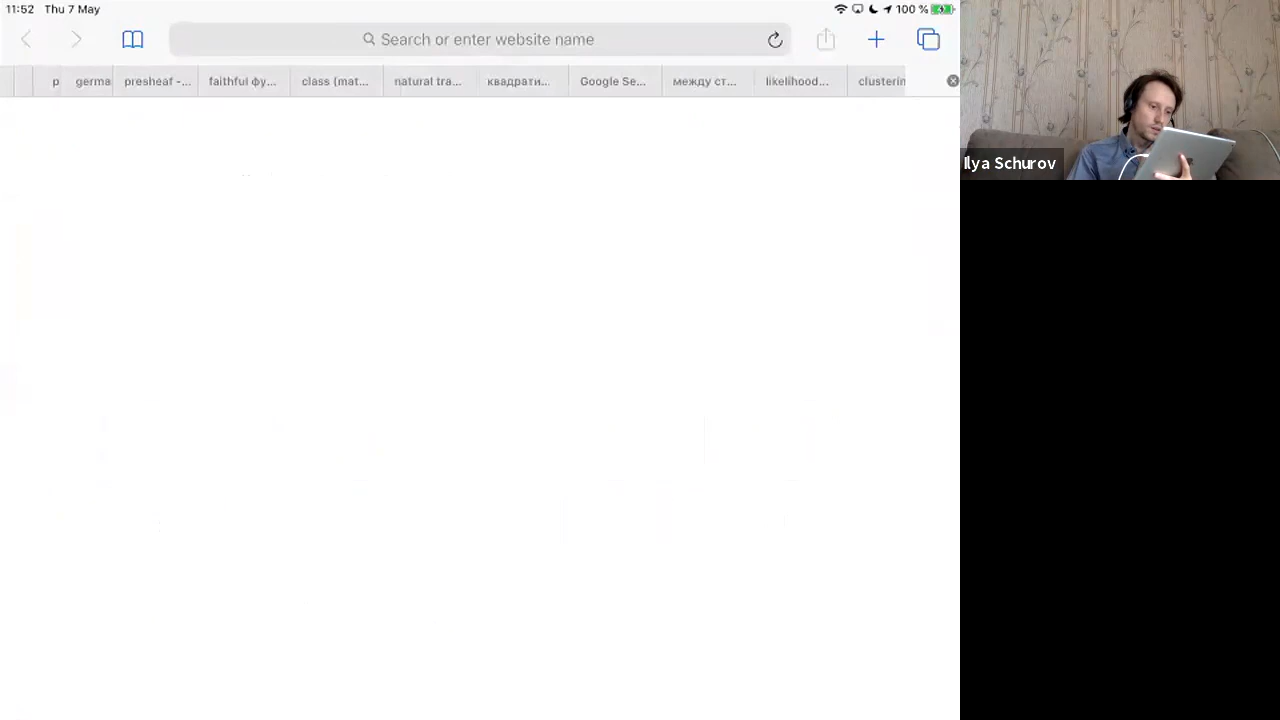 11:52 Thu 7 May 100 %
Search or enter website name
p germa presheaf -... faithful фу... class (mat... natural tra... квадрати... Google Se... между ст... likelihood... clusterin
Ilya Schurov